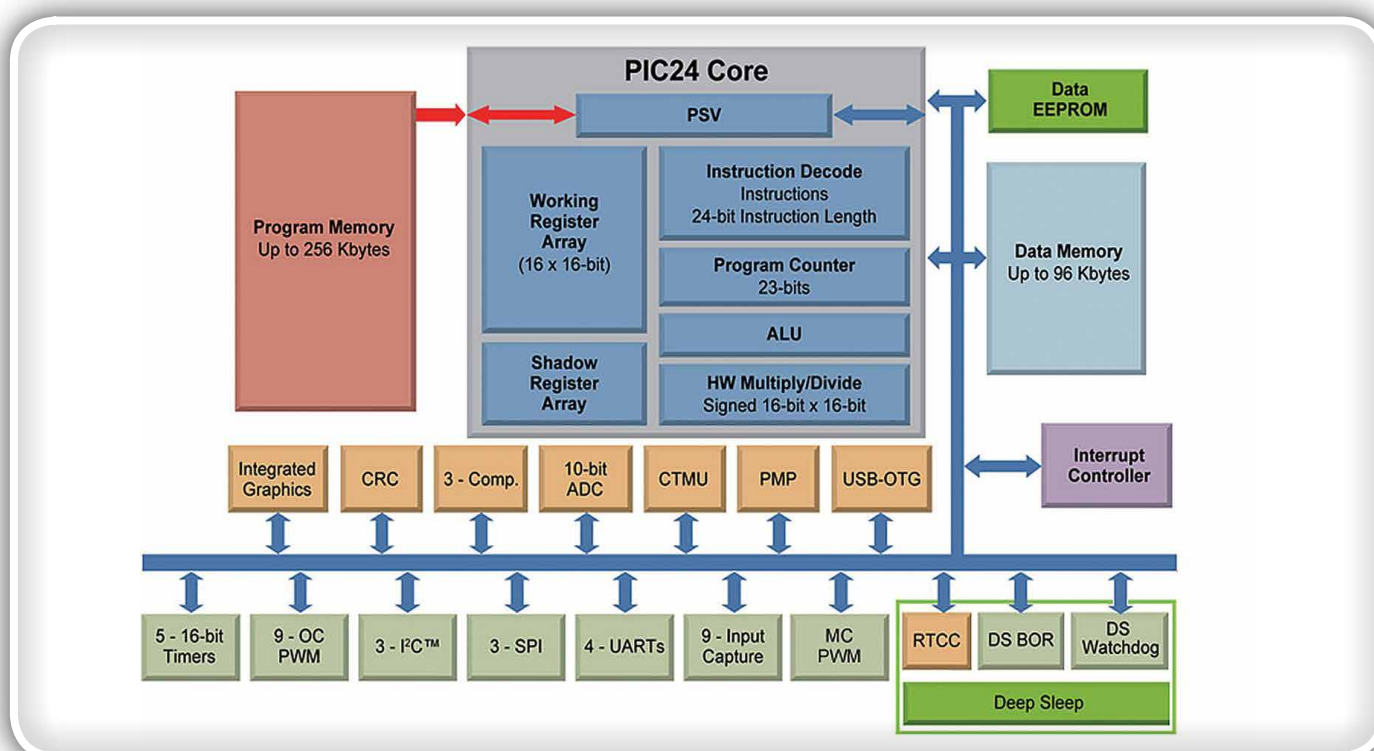 PIC24 Core
Program Memory
Up to 256 Kbytes
PSV
Working
Register
Array
(16 x 16-bit)
Shadow
Register
Array
Instruction Decode
Instructions
24-bit Instruction Length
Program Counter
23-bits
ALU
HW Multiply/Divide
Signed 16-bit x 16-bit
Data
EEPROM
Data Memory
Up to 96 Kbytes
Interrupt
Controller
Integrated
Graphics
CRC
3 - Comp.
10-bit
ADC
CTMU
PMP
USB-OTG
5 - 16-bit
Timers
9 - OC
PWM
3 - I²C™
3 - SPI
4 - UARTs
9 - Input
Capture
MC
PWM
RTCC
DS BOR
DS
Watchdog
Deep Sleep